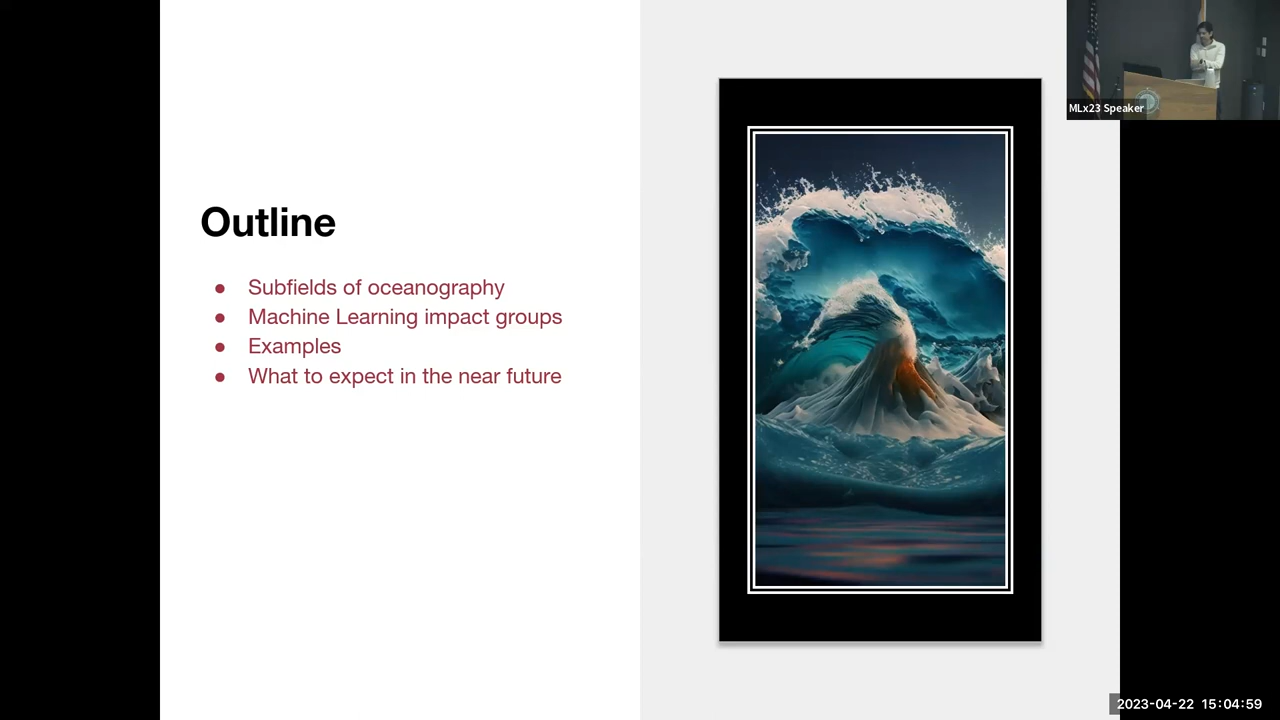 Outline
● Subfields of oceanography
● Machine Learning impact groups
● Examples
● What to expect in the near future
MLx23 Speaker
2023-04-22 15:04:59